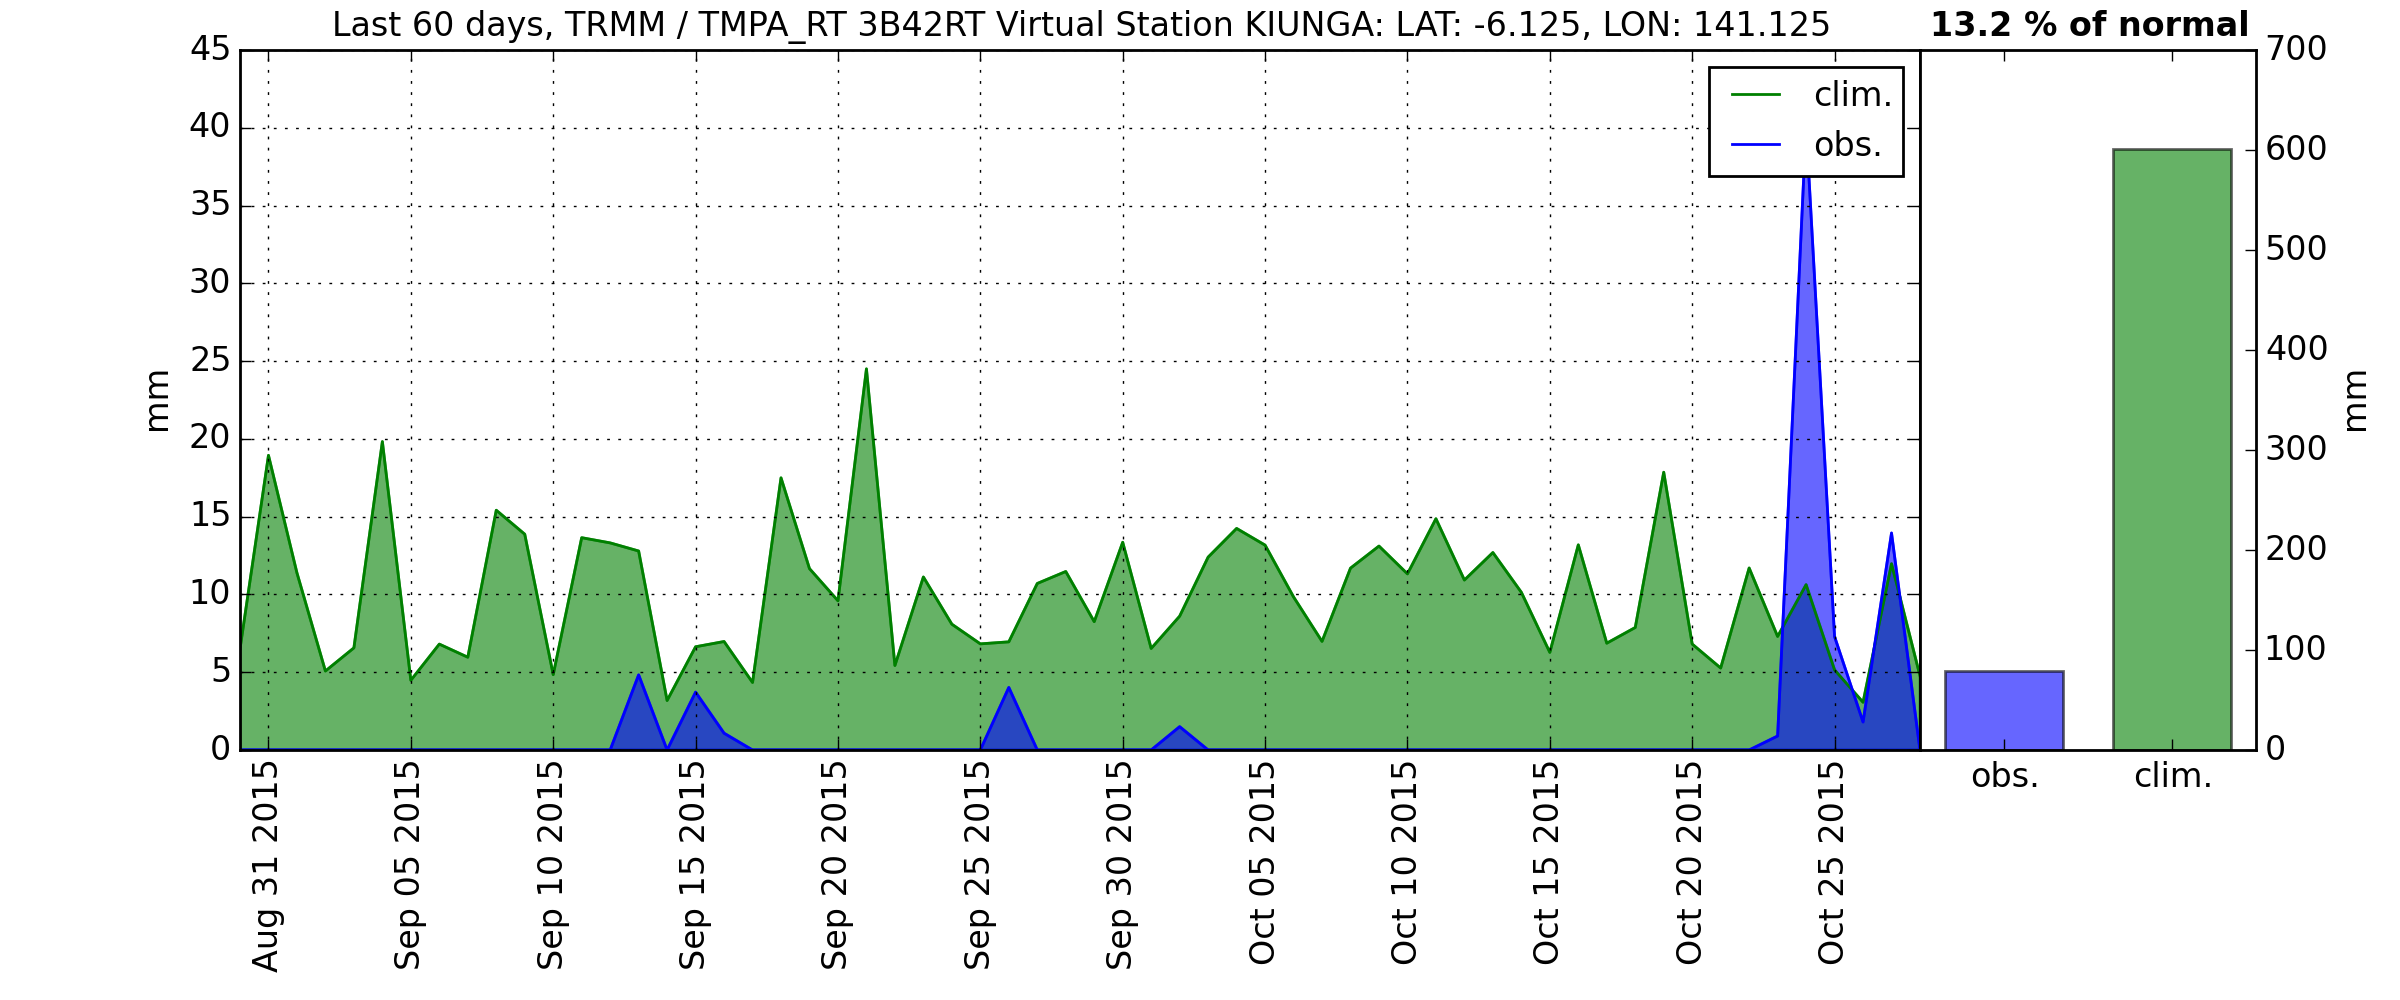 Last 60 days, TRMM / TMPA_RT 3B42RT Virtual Station KIUNGA: LAT: -6.125, LON: 141.125
13.2 % of normal
45
40
35
30
25
20
15
10
5
0
mm
clim.
obs.
700
600
500
400
300
200
100
0
mm
Aug 31 2015
Sep 05 2015
Sep 10 2015
Sep 15 2015
Sep 20 2015
Sep 25 2015
Sep 30 2015
Oct 05 2015
Oct 10 2015
Oct 15 2015
Oct 20 2015
Oct 25 2015
obs.
clim.